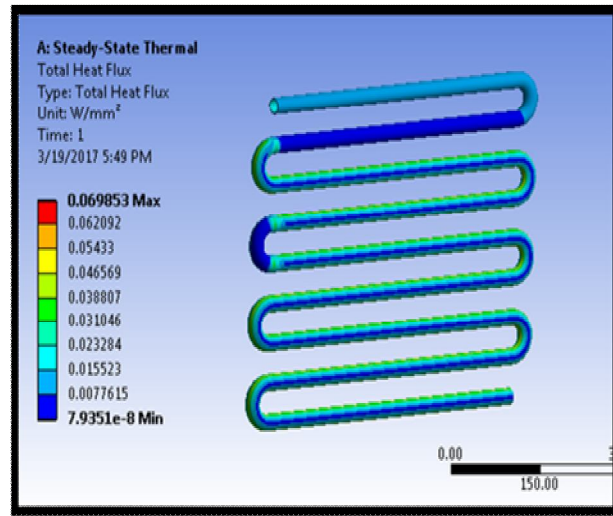 A: Steady-State Thermal
Total Heat Flux
Type: Total Heat Flux
Unit: W/mm²
Time: 1
3/19/2017 5:49 PM
0.069853 Max
0.062092
0.05433
0.046569
0.038807
0.031046
0.023284
0.015523
0.0077615
7.9351e-8 Min
0.00
150.00